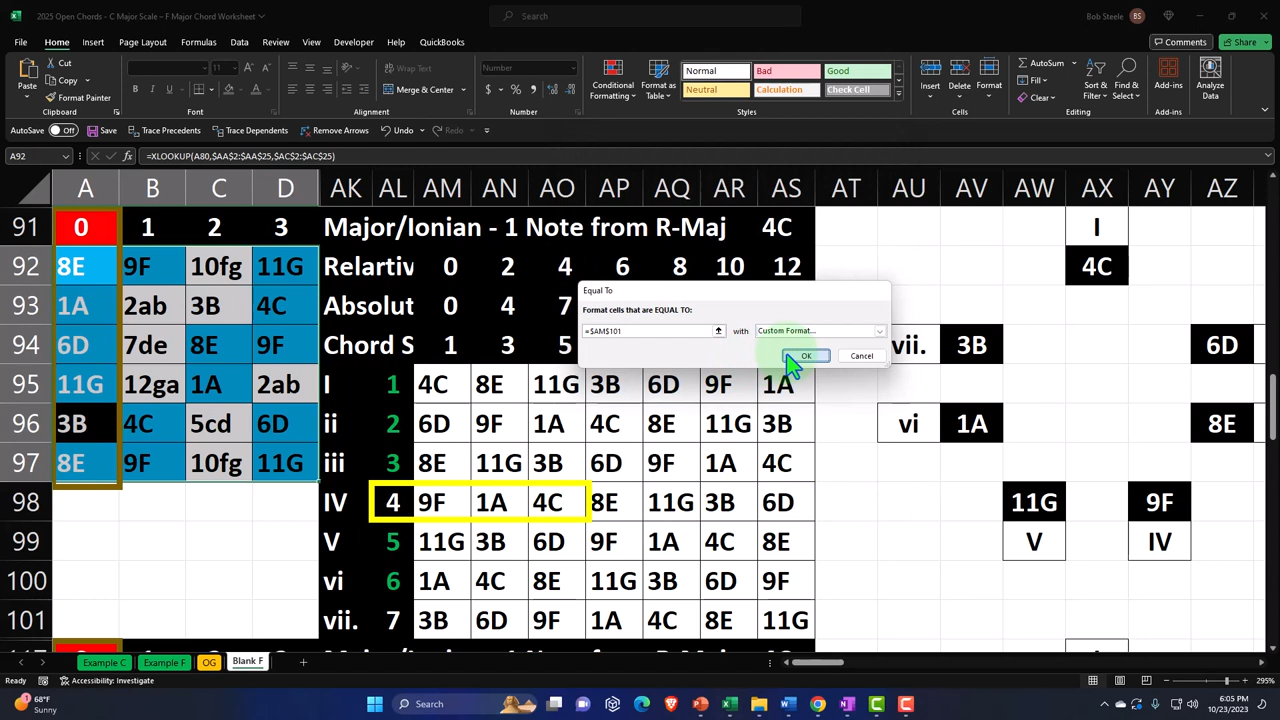 2025 Open Chords - C Major Scale – F Major Chord Worksheet
Search
Bob Steele
BS
File Home Insert Page Layout Formulas Data Review View Developer Help QuickBooks
Comments Share
Cut
Copy
Format Painter
Paste
Clipboard
Font
Wrap Text
Merge & Center
Alignment
Number
Number
Conditional Formatting
Format as Table
Normal Bad Good
Neutral Calculation Check Cell
Styles
Insert Delete Format
Cells
AutoSum
Fill
Clear
Sort & Filter
Find & Select
Editing
Add-ins
Add-ins
Analyze Data
AutoSave Off Save Trace Precedents Trace Dependents Remove Arrows Undo Redo
A92 fx =XLOOKUP(A80,$AA$2:$AA$25,$AC$2:$AC$25)
A B C D AK AL AM AN AO AP AQ AR AS AT AU AV AW AX AY AZ
91 0 1 2 3 Major/Ionian - 1 Note from R-Maj 4C I
92 8E 9F 10fg 11G Relartiv 0 2 4 6 8 10 12 4C
93 1A 2ab 3B 4C Absolut 0 4 7
94 6D 7de 8E 9F Chord S 1 3 5 vii. 3B 6D
95 11G 12ga 1A 2ab I 1 4C 8E 11G 3B 6D 9F 1A
96 3B 4C 5cd 6D ii 2 6D 9F 1A 4C 8E 11G 3B vi 1A 8E
97 8E 9F 10fg 11G iii 3 8E 11G 3B 6D 9F 1A 4C
98 IV 4 9F 1A 4C 8E 11G 3B 6D 11G 9F
99 V 5 11G 3B 6D 9F 1A 4C 8E V IV
100 vi 6 1A 4C 8E 11G 3B 6D 9F
101 vii. 7 3B 6D 9F 1A 4C 8E 11G
Equal To
Format cells that are EQUAL TO:
=$AM$101 with Custom Format...
OK Cancel
Example C Example F OG Blank F
Ready Accessibility: Investigate
295%
68°F
Sunny
Search
6:05 PM
10/23/2023